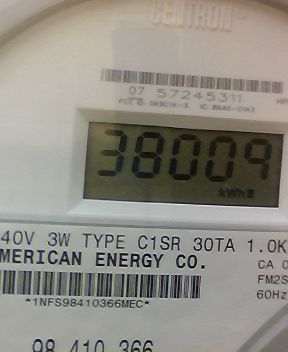 CENTRON®
07 57245311
38009
kWh
40V 3W TYPE C1SR 30TA 1.0K
MERICAN ENERGY CO.
CA 0
FM2S
60Hz
*1NFS98410366MEC*
98 410 366